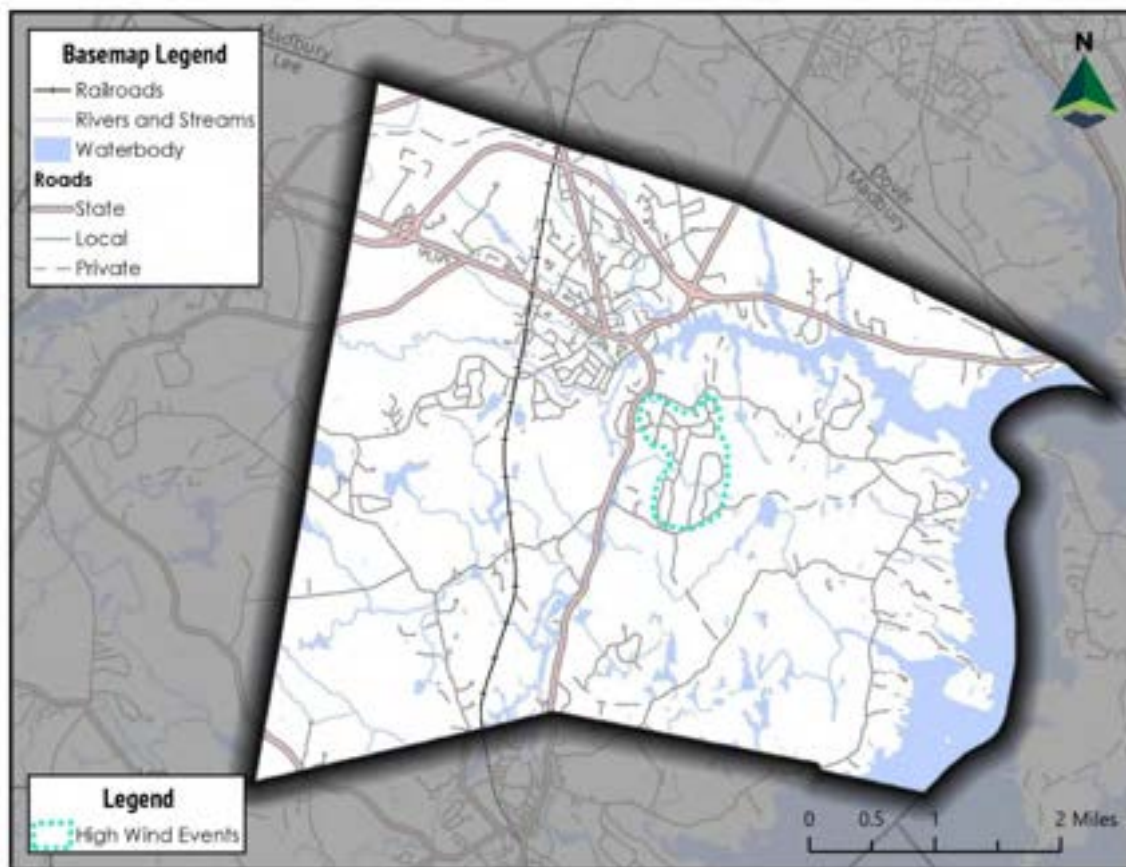 Basemap Legend
Railroads
Rivers and Streams
Waterbody
Roads
State
Local
Private
Madbury
Lee
N
Dover
Madbury
Legend
High Wind Events
0 0.5 1 2 Miles